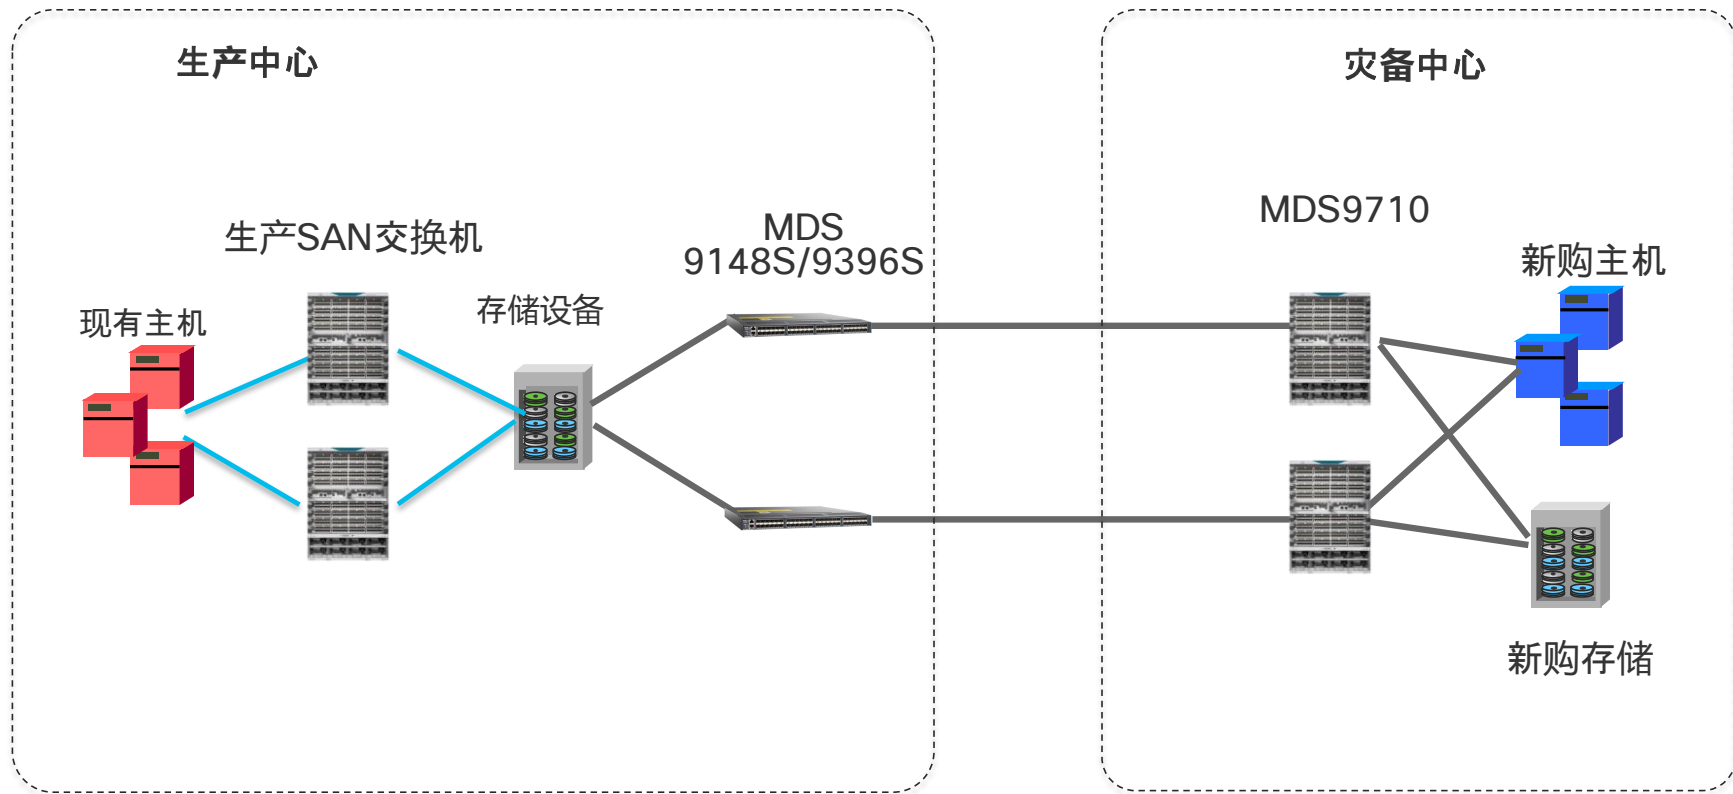 生产中心
灾备中心
生产SAN交换机
MDS
9148S/9396S
MDS9710
现有主机
存储设备
新购主机
新购存储